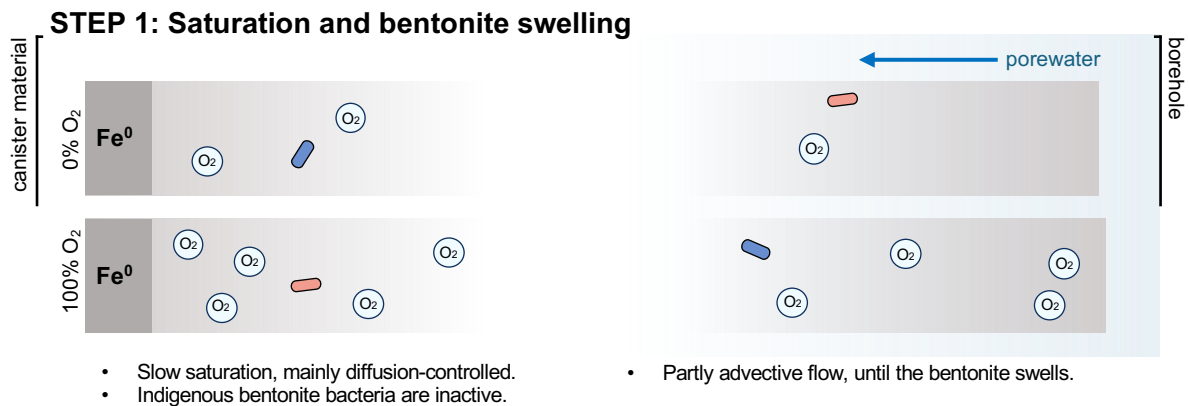 STEP 1: Saturation and bentonite swelling
canister material
0% O2
Fe0
O2
O2
porewater
O2
borehole
100% O2
Fe0
O2
O2
O2
O2
O2
O2
O2
O2
O2
• Slow saturation, mainly diffusion-controlled.
• Indigenous bentonite bacteria are inactive.
• Partly advective flow, until the bentonite swells.